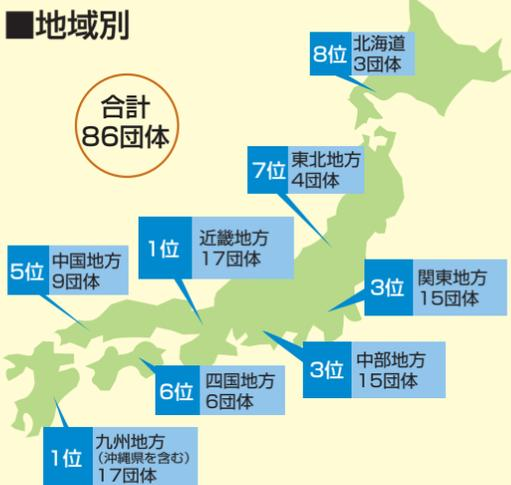 ■地域別
合計
86団体
8位
北海道
3団体
7位
東北地方
4団体
1位
近畿地方
17団体
5位
中国地方
9団体
3位
関東地方
15団体
3位
中部地方
15団体
6位
四国地方
6団体
1位
九州地方
（沖縄県を含む）
17団体